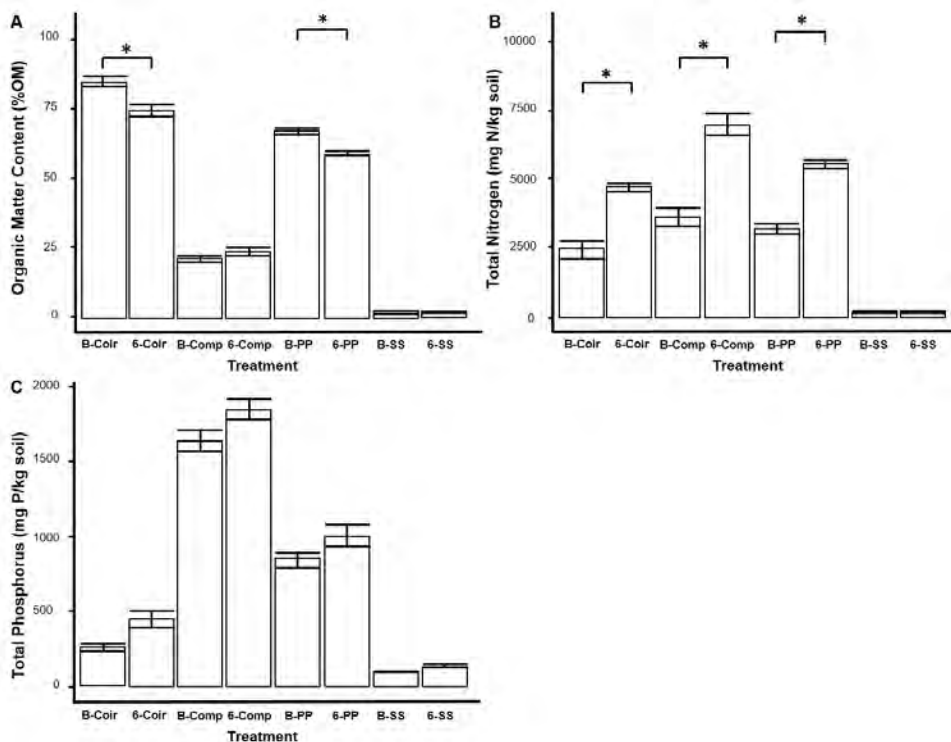 A
Organic Matter Content (%OM)
100
75
50
25
0
*
*
B-Coir 6-Coir B-Comp 6-Comp B-PP 6-PP B-SS 6-SS
Treatment
B
Total Nitrogen (mg N/kg soil)
10000
7500
5000
2500
0
*
*
*
B-Coir 6-Coir B-Comp 6-Comp B-PP 6-PP B-SS 6-SS
Treatment
C
Total Phosphorus (mg P/kg soil)
2000
1500
1000
500
0
B-Coir 6-Coir B-Comp 6-Comp B-PP 6-PP B-SS 6-SS
Treatment